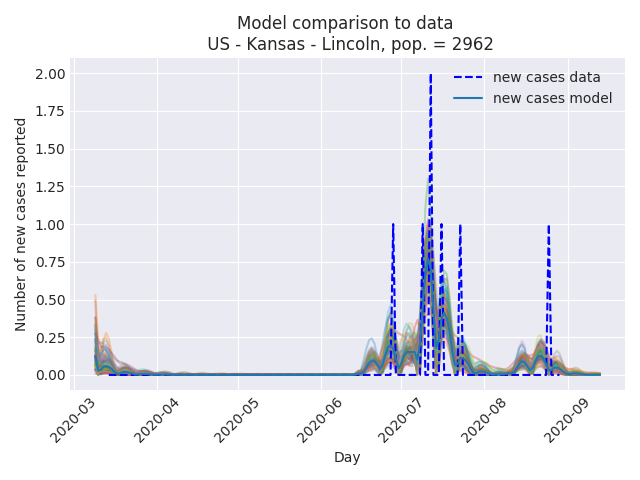 Model comparison to data
US - Kansas - Lincoln, pop. = 2962
new cases data
new cases model
Number of new cases reported
2.00
1.75
1.50
1.25
1.00
0.75
0.50
0.25
0.00
2020-03
2020-04
2020-05
2020-06
2020-07
2020-08
2020-09
Day